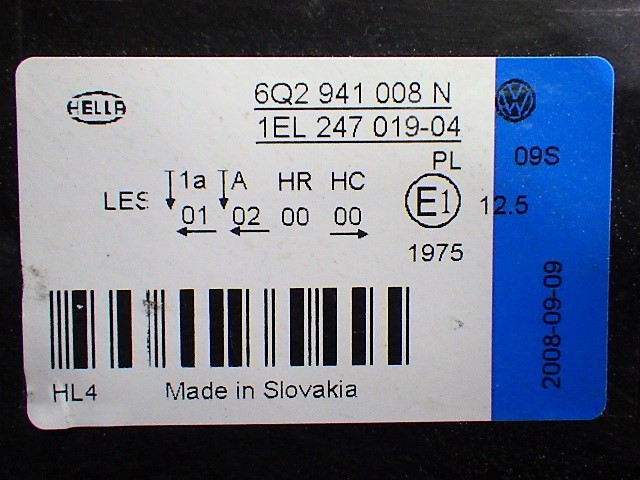 HELLA
6Q2 941 008 N
1EL 247 019-04
PL
09S
1a A HR HC
LES 01 02 00 00
E1
12.5
1975
2008-09-09
HL4
Made in Slovakia